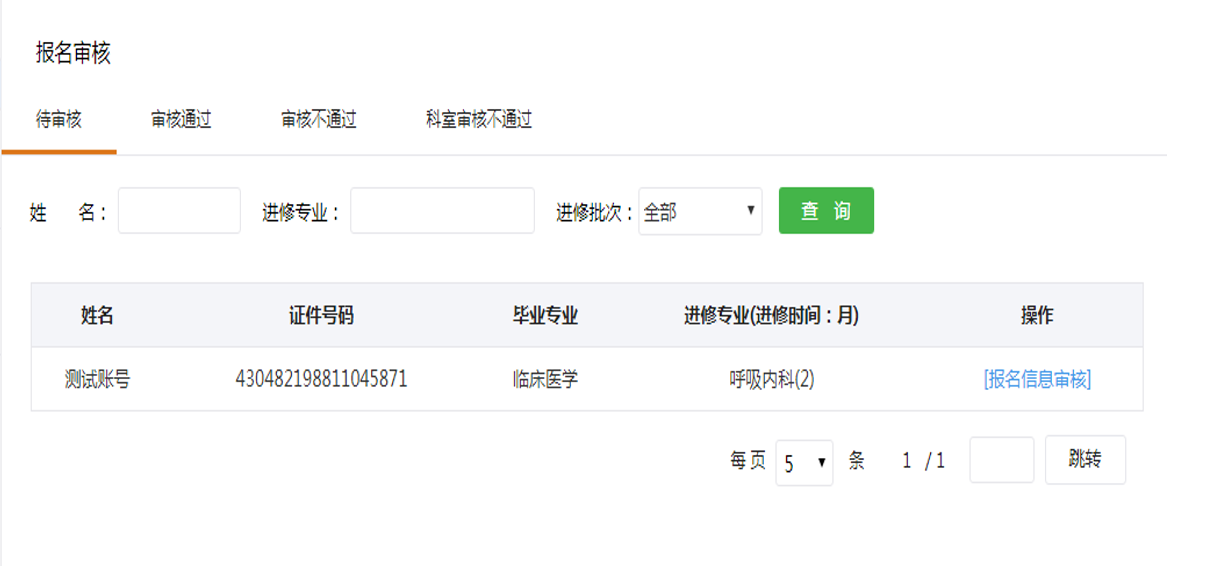 报名审核
待审核 审核通过 审核不通过 科室审核不通过
姓 名： 进修专业： 进修批次： 全部 ▼ 查 询
姓名 证件号码 毕业专业 进修专业(进修时间：月) 操作
测试账号 430482198811045871 临床医学 呼吸内科(2) [报名信息审核]
每页 5 ▼ 条 1 /1 跳转